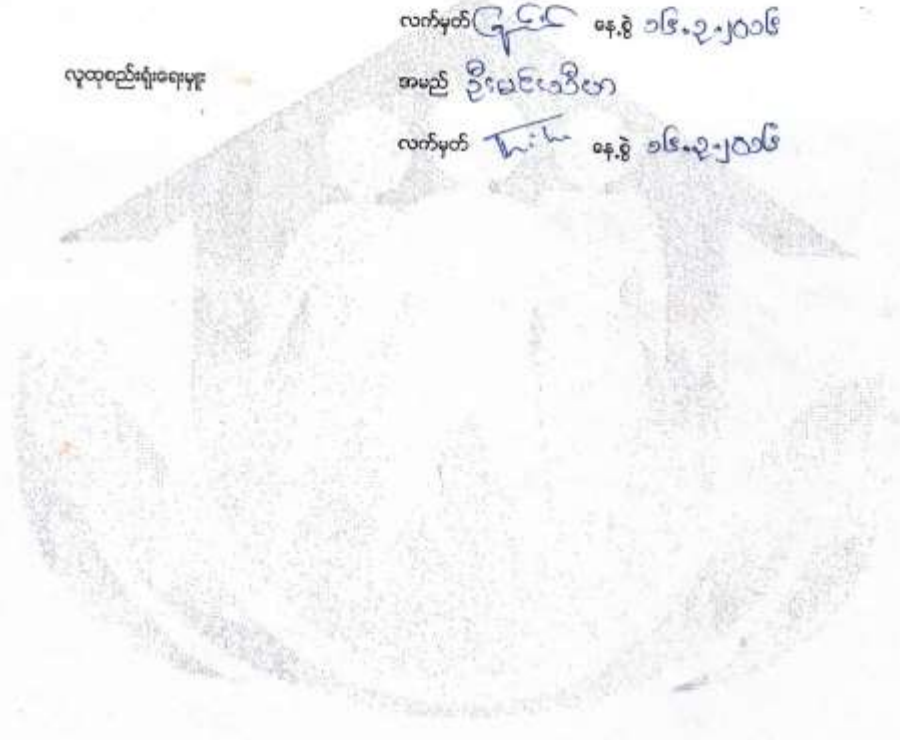 လက်မှတ် နေ့စွဲ ၁၆.၃.၂၀၁၆
လူထုစည်းရုံးရေးမှူး အမည် ဦးမင်းသီဟ
လက်မှတ် နေ့စွဲ ၁၆.၃.၂၀၁၆